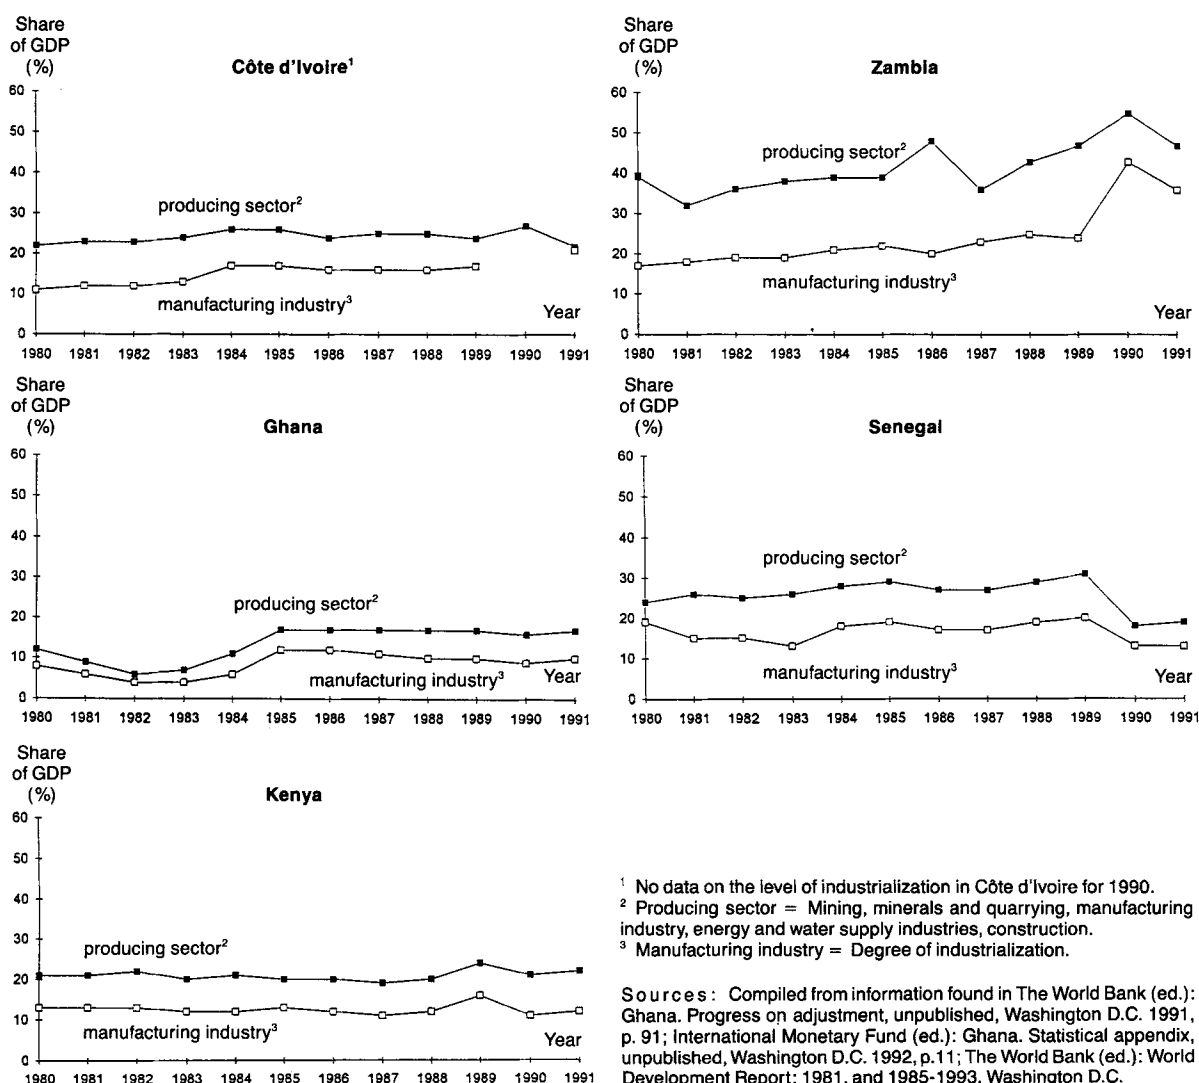 Share
of GDP
(%)
Côte d'Ivoire¹
60
50
40
30
20
10
0
producing sector²
manufacturing industry³
Year
1980 1981 1982 1983 1984 1985 1986 1987 1988 1989 1990 1991
Share
of GDP
(%)
Zambia
60
50
40
30
20
10
0
producing sector²
manufacturing industry³
Year
1980 1981 1982 1983 1984 1985 1986 1987 1988 1989 1990 1991
Share
of GDP
(%)
Ghana
60
50
40
30
20
10
0
producing sector²
manufacturing industry³
Year
1980 1981 1982 1983 1984 1985 1986 1987 1988 1989 1990 1991
Share
of GDP
(%)
Senegal
60
50
40
30
20
10
0
producing sector²
manufacturing industry³
Year
1980 1981 1982 1983 1984 1985 1986 1987 1988 1989 1990 1991
Share
of GDP
(%)
Kenya
60
50
40
30
20
10
0
producing sector²
manufacturing industry³
Year
1980 1981 1982 1983 1984 1985 1986 1987 1988 1989 1990 1991
¹ No data on the level of industrialization in Côte d'Ivoire for 1990.
² Producing sector = Mining, minerals and quarrying, manufacturing
industry, energy and water supply industries, construction.
³ Manufacturing industry = Degree of industrialization.
Sources: Compiled from information found in The World Bank (ed.):
Ghana. Progress on adjustment, unpublished, Washington D.C. 1991,
p. 91; International Monetary Fund (ed.): Ghana. Statistical appendix,
unpublished, Washington D.C. 1992, p.11; The World Bank (ed.): World
Development Report: 1981, and 1985-1993, Washington D.C.